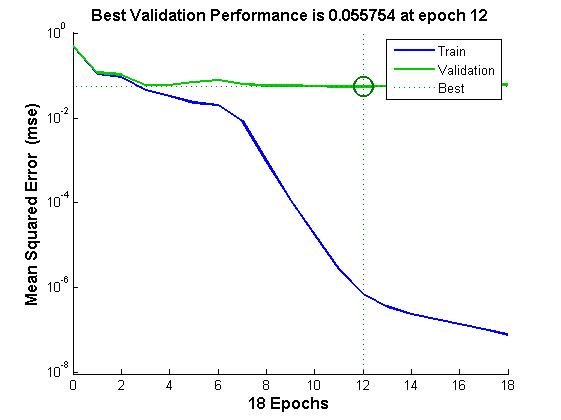 Best Validation Performance is 0.055754 at epoch 12
Mean Squared Error (mse)
10^0
10^-2
10^-4
10^-6
10^-8
Train
Validation
Best
0 2 4 6 8 10 12 14 16 18
18 Epochs